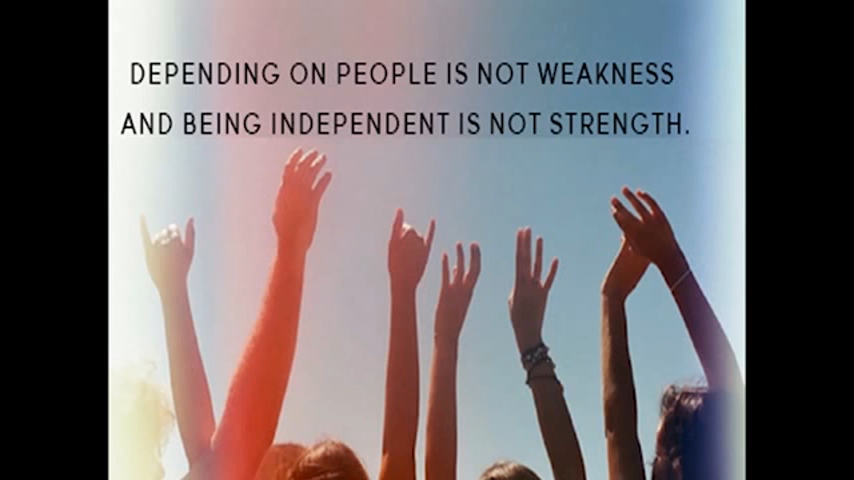 DEPENDING ON PEOPLE IS NOT WEAKNESS
AND BEING INDEPENDENT IS NOT STRENGTH.